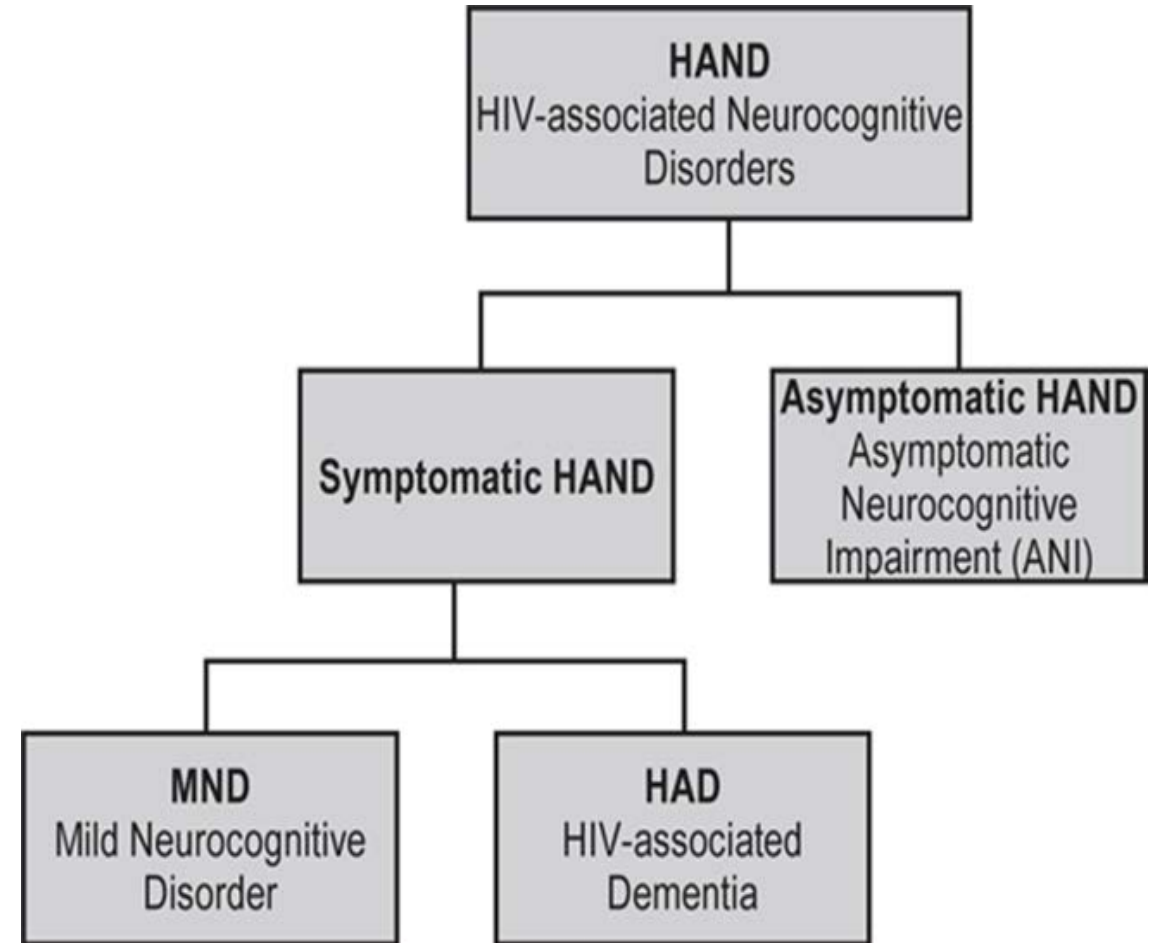 HAND
HIV-associated Neurocognitive
Disorders
Symptomatic HAND
Asymptomatic HAND
Asymptomatic
Neurocognitive
Impairment (ANI)
MND
Mild Neurocognitive
Disorder
HAD
HIV-associated
Dementia